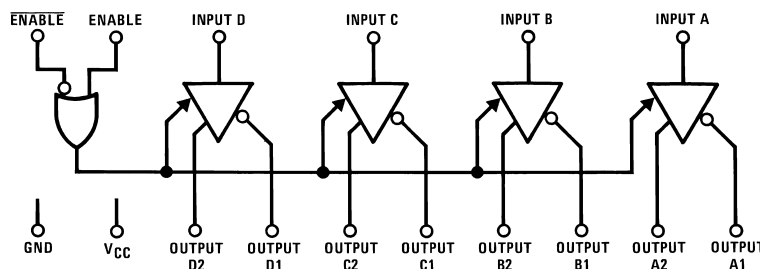 ENABLE ENABLE INPUT D INPUT C INPUT B INPUT A
GND VCC OUTPUT OUTPUT OUTPUT OUTPUT OUTPUT OUTPUT OUTPUT OUTPUT
D2 D1 C2 C1 B2 B1 A2 A1